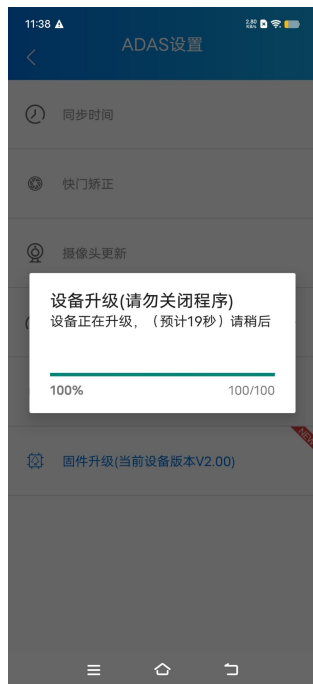 11:38
2.80
KB/s
ADAS设置
同步时间
快门矫正
摄像头更新
设备升级(请勿关闭程序)
设备正在升级，（预计19秒）请稍后
100%
100/100
NEW
固件升级(当前设备版本V2.00)